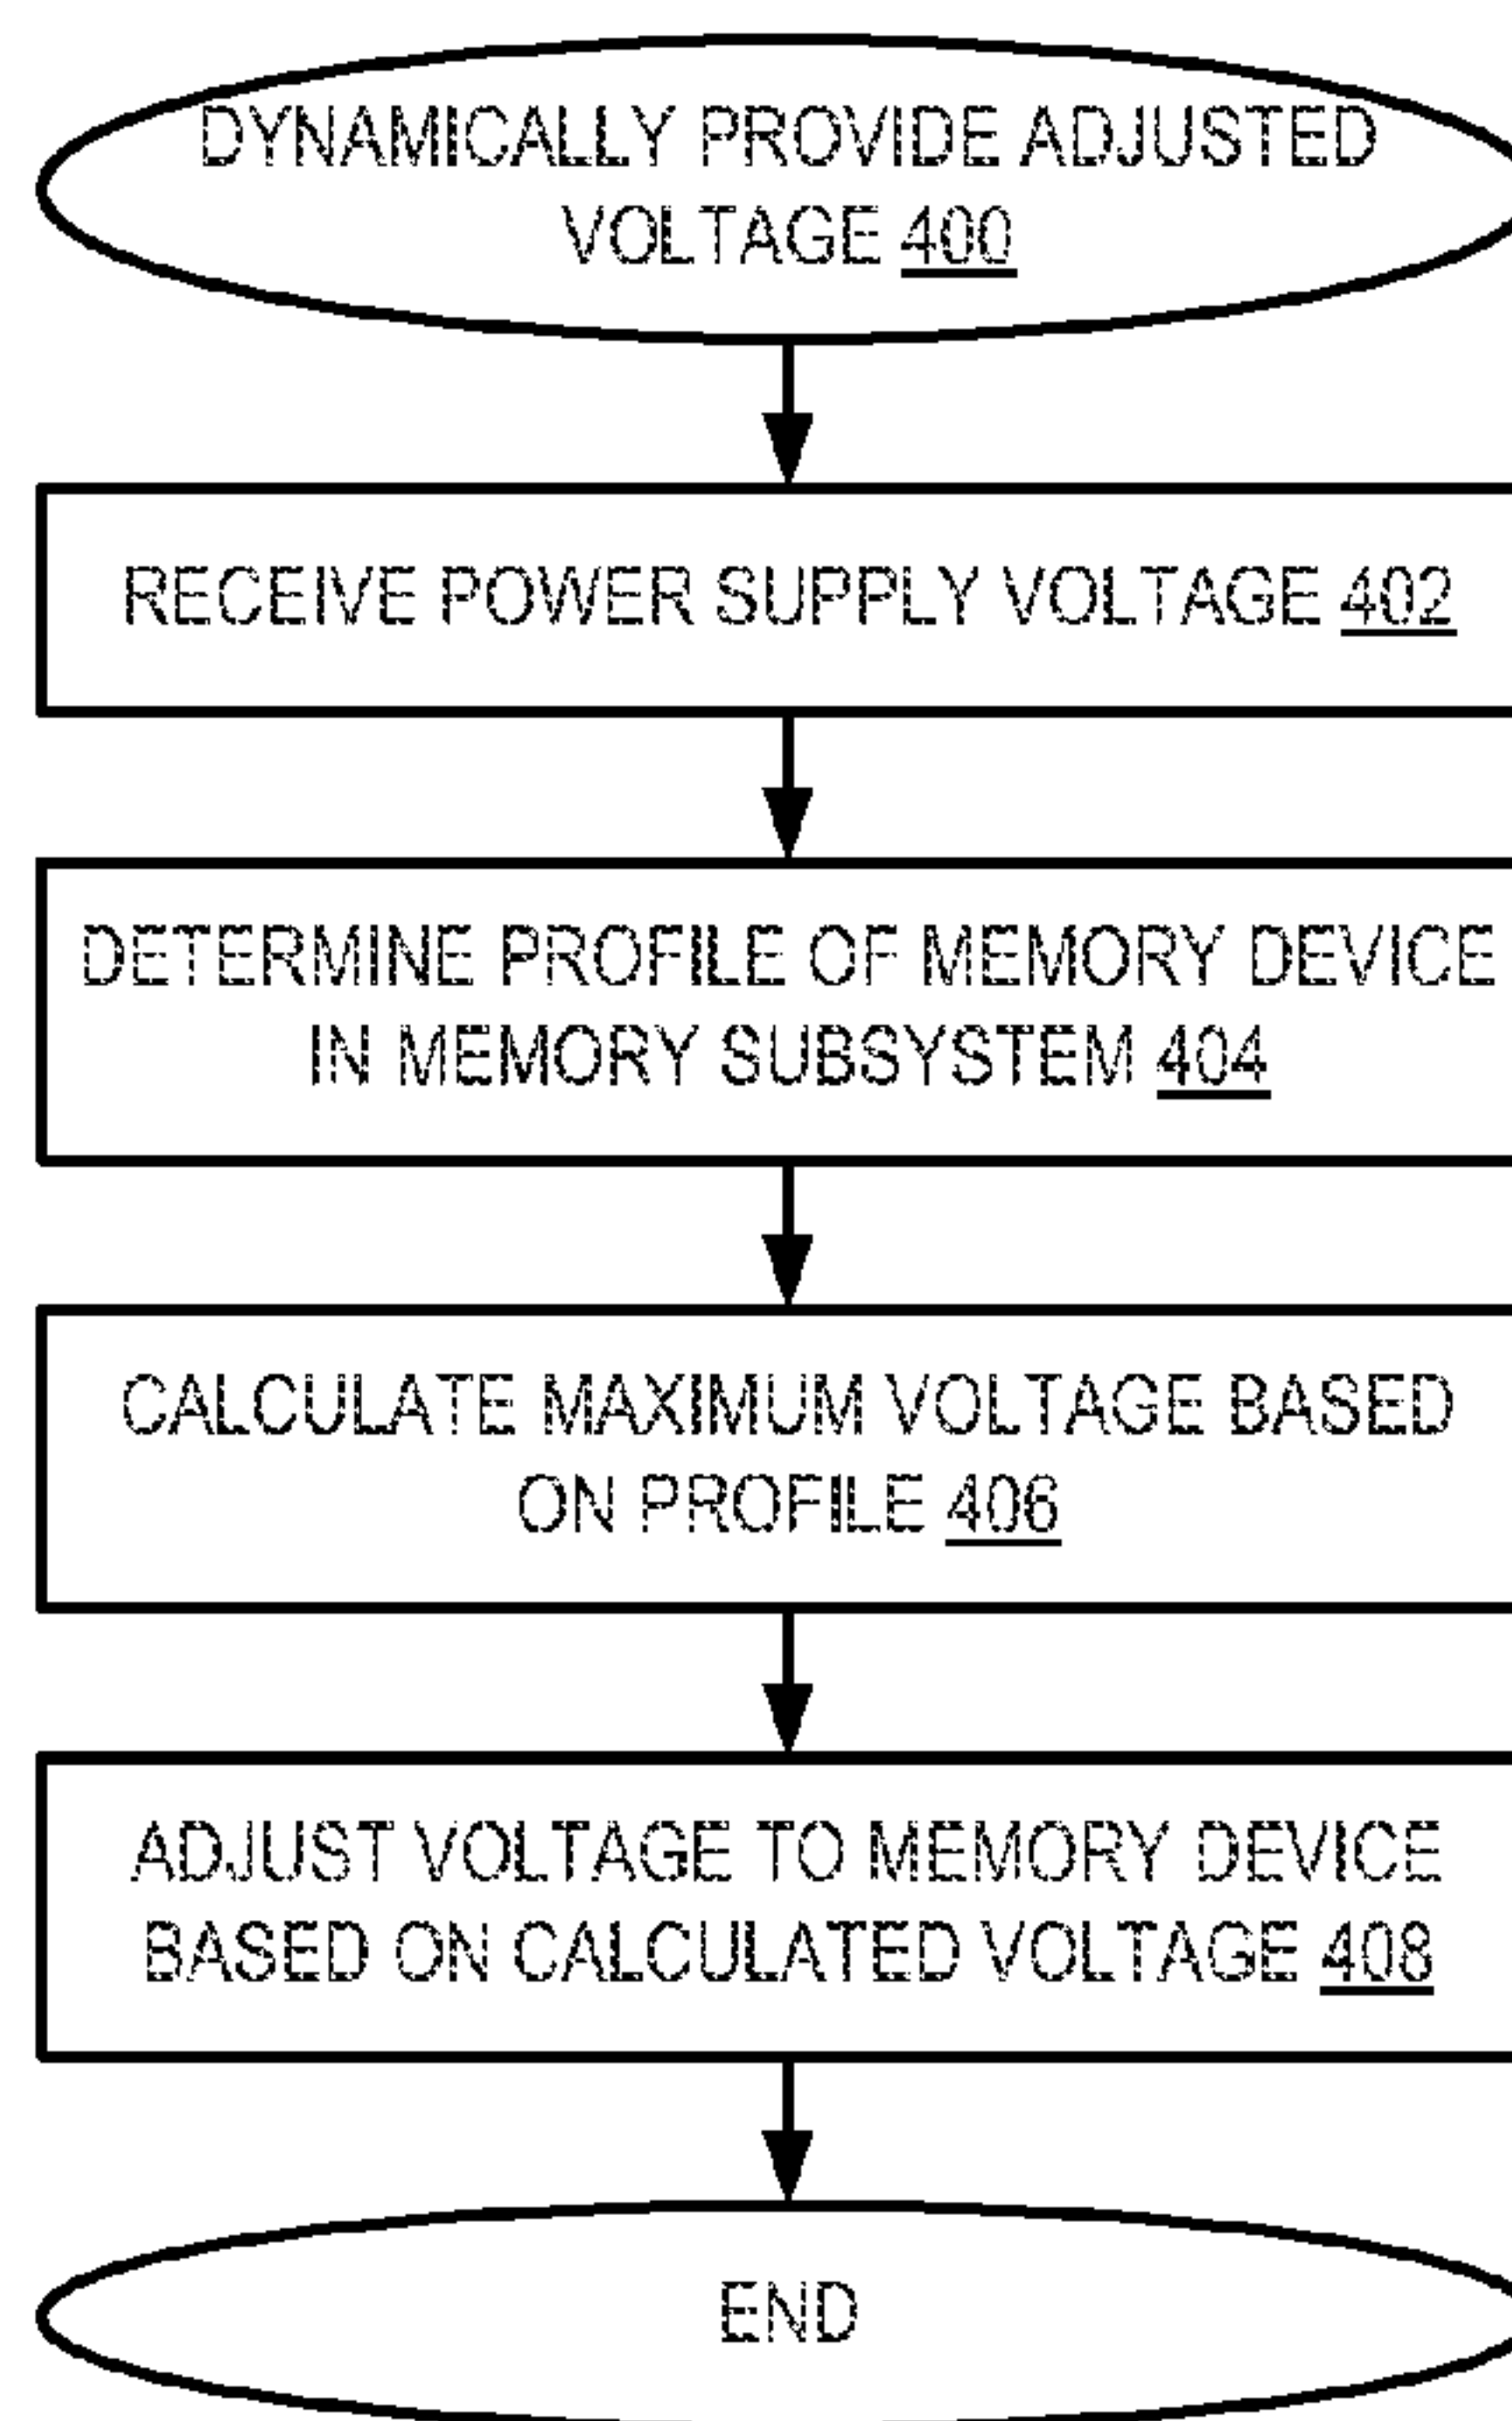 DYNAMICALLY PROVIDE ADJUSTED
VOLTAGE 400
RECEIVE POWER SUPPLY VOLTAGE 402
DETERMINE PROFILE OF MEMORY DEVICE
IN MEMORY SUBSYSTEM 404
CALCULATE MAXIMUM VOLTAGE BASED
ON PROFILE 406
ADJUST VOLTAGE TO MEMORY DEVICE
BASED ON CALCULATED VOLTAGE 408
END